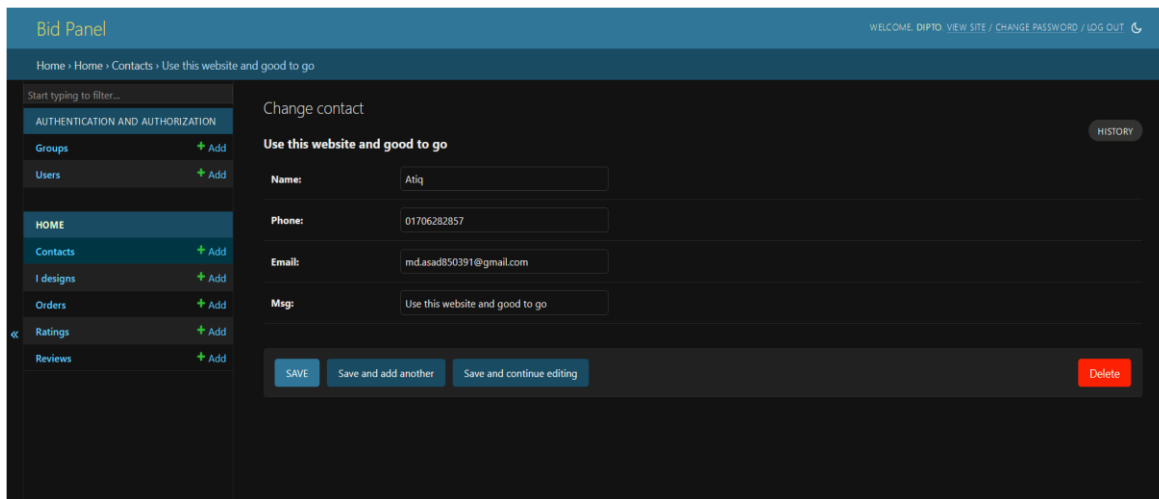 Bid Panel
WELCOME, DIPTO. VIEW SITE / CHANGE PASSWORD / LOG OUT
Home › Home › Contacts › Use this website and good to go
Start typing to filter...
AUTHENTICATION AND AUTHORIZATION
Groups + Add
Users + Add
HOME
Contacts + Add
I designs + Add
Orders + Add
Ratings + Add
Reviews + Add
«
Change contact
HISTORY
Use this website and good to go
Name: Atiq
Phone: 01706282857
Email: md.asad850391@gmail.com
Msg: Use this website and good to go
SAVE Save and add another Save and continue editing Delete